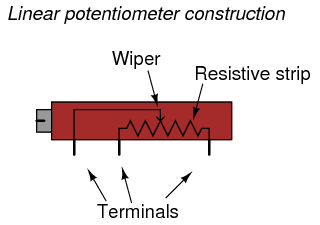 Linear potentiometer construction
Wiper
Resistive strip
Terminals